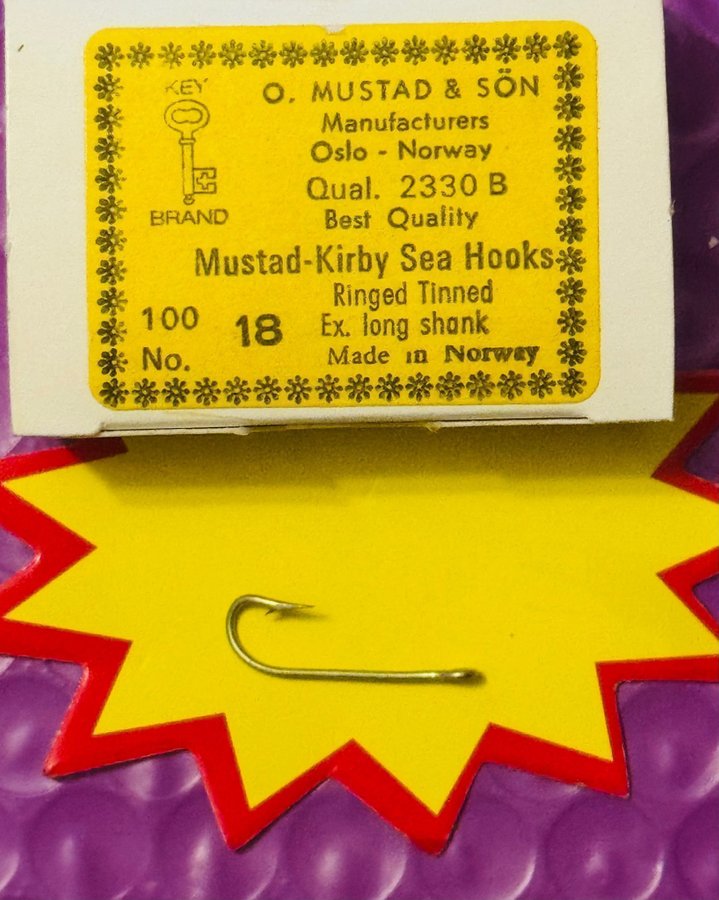 KEY
BRAND
O. MUSTAD & SÖN
Manufacturers
Oslo - Norway
Qual. 2330 B
Best Quality
Mustad-Kirby Sea Hooks
Ringed Tinned
100 No. 18
Ex. long shank
Made in Norway